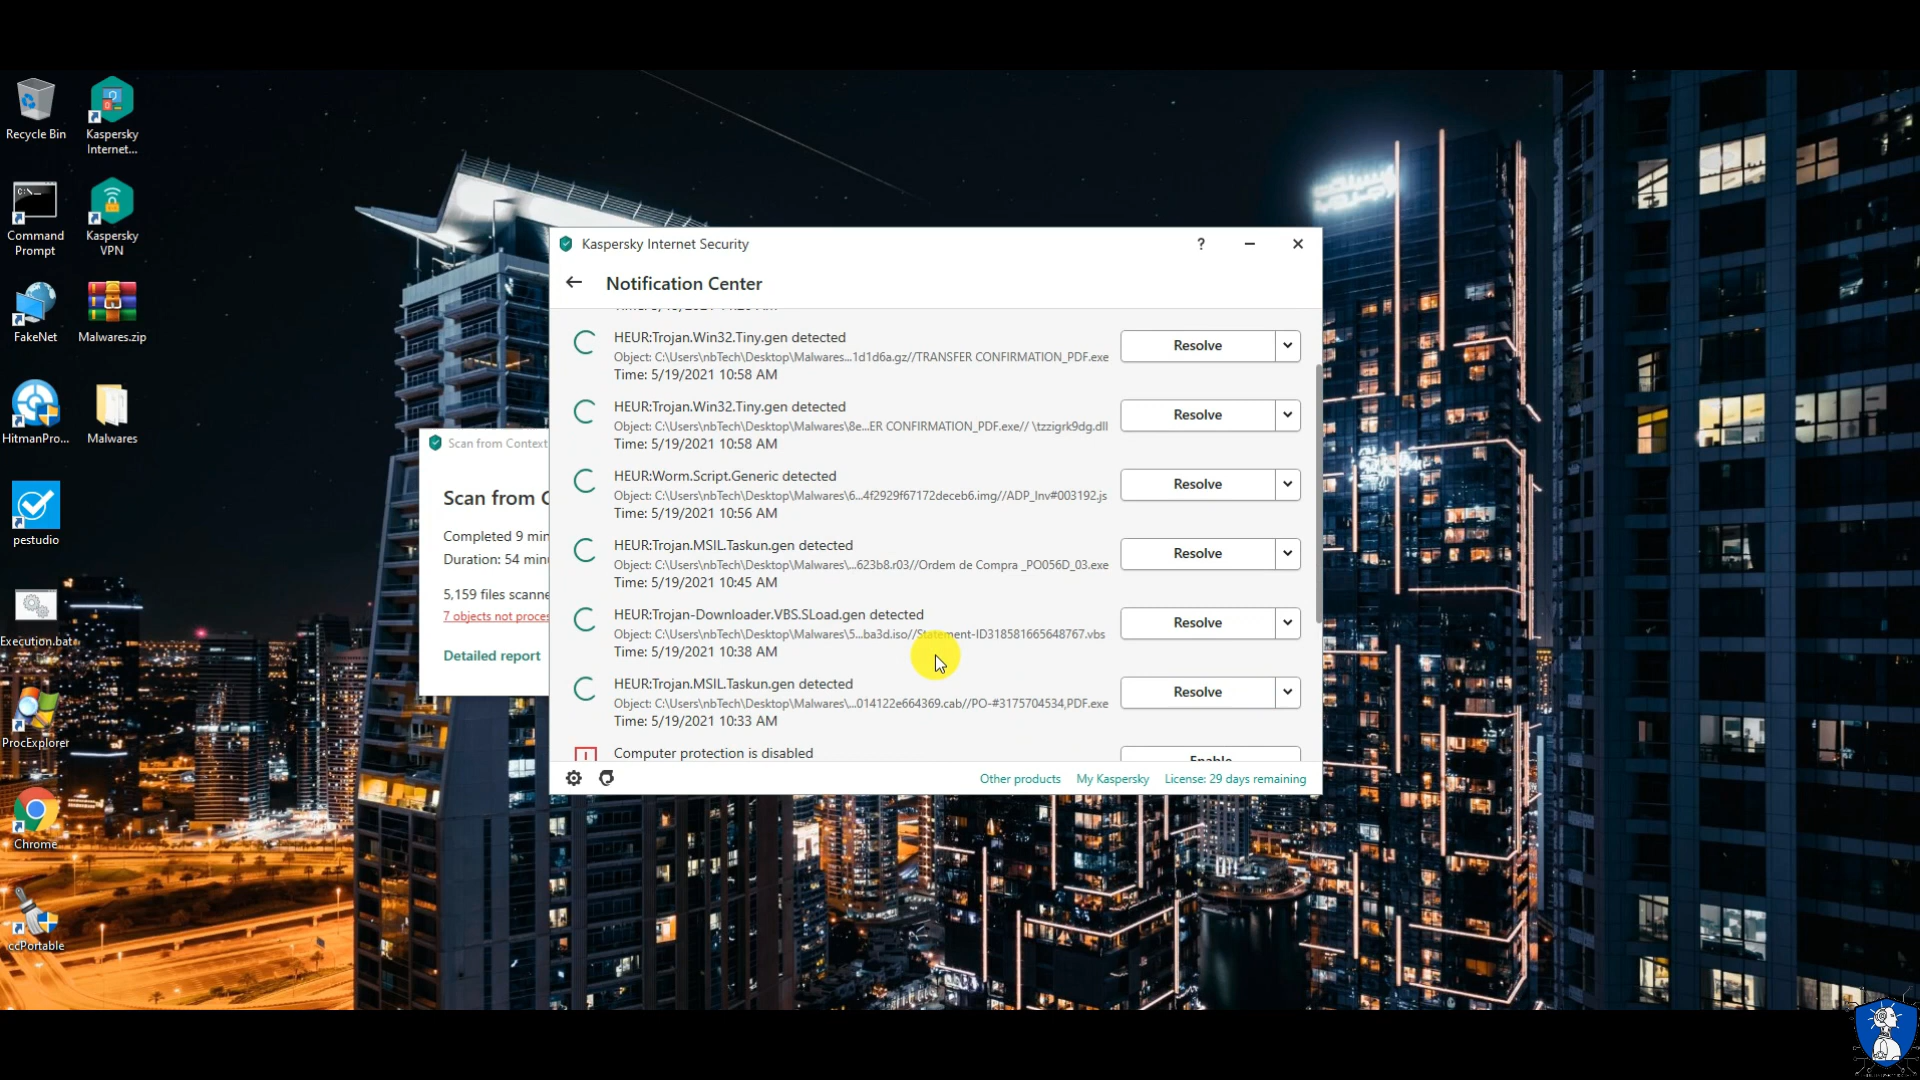 Recycle Bin
Kaspersky
Internet...
Command
Prompt
Kaspersky
VPN
FakeNet
Malwares.zip
HitmanPro...
Malwares
pestudio
Execution.bat
ProcExplorer
Chrome
ccPortable
Scan from Context
Scan from
Completed 9 min
Duration: 54 min
5,159 files scanne
7 objects not proces
Detailed report
Kaspersky Internet Security
?
Notification Center
HEUR:Trojan.Win32.Tiny.gen detected
Object: C:\Users\nbTech\Desktop\Malwares...1d1d6a.gz//TRANSFER CONFIRMATION_PDF.exe
Time: 5/19/2021 10:58 AM
Resolve
HEUR:Trojan.Win32.Tiny.gen detected
Object: C:\Users\nbTech\Desktop\Malwares\8e...ER CONFIRMATION_PDF.exe// \tzzigrk9dg.dll
Time: 5/19/2021 10:58 AM
Resolve
HEUR:Worm.Script.Generic detected
Object: C:\Users\nbTech\Desktop\Malwares\6...4f2929f67172deceb6.img//ADP_Inv#003192.js
Time: 5/19/2021 10:56 AM
Resolve
HEUR:Trojan.MSIL.Taskun.gen detected
Object: C:\Users\nbTech\Desktop\Malwares\...623b8.r03//Ordem de Compra _PO056D_03.exe
Time: 5/19/2021 10:45 AM
Resolve
HEUR:Trojan-Downloader.VBS.SLoad.gen detected
Object: C:\Users\nbTech\Desktop\Malwares\5...ba3d.iso//Statement-ID318581665648767.vbs
Time: 5/19/2021 10:38 AM
Resolve
HEUR:Trojan.MSIL.Taskun.gen detected
Object: C:\Users\nbTech\Desktop\Malwares\...014122e664369.cab//PO-#3175704534,PDF.exe
Time: 5/19/2021 10:33 AM
Resolve
Computer protection is disabled
Enable
Other products
My Kaspersky
License: 29 days remaining